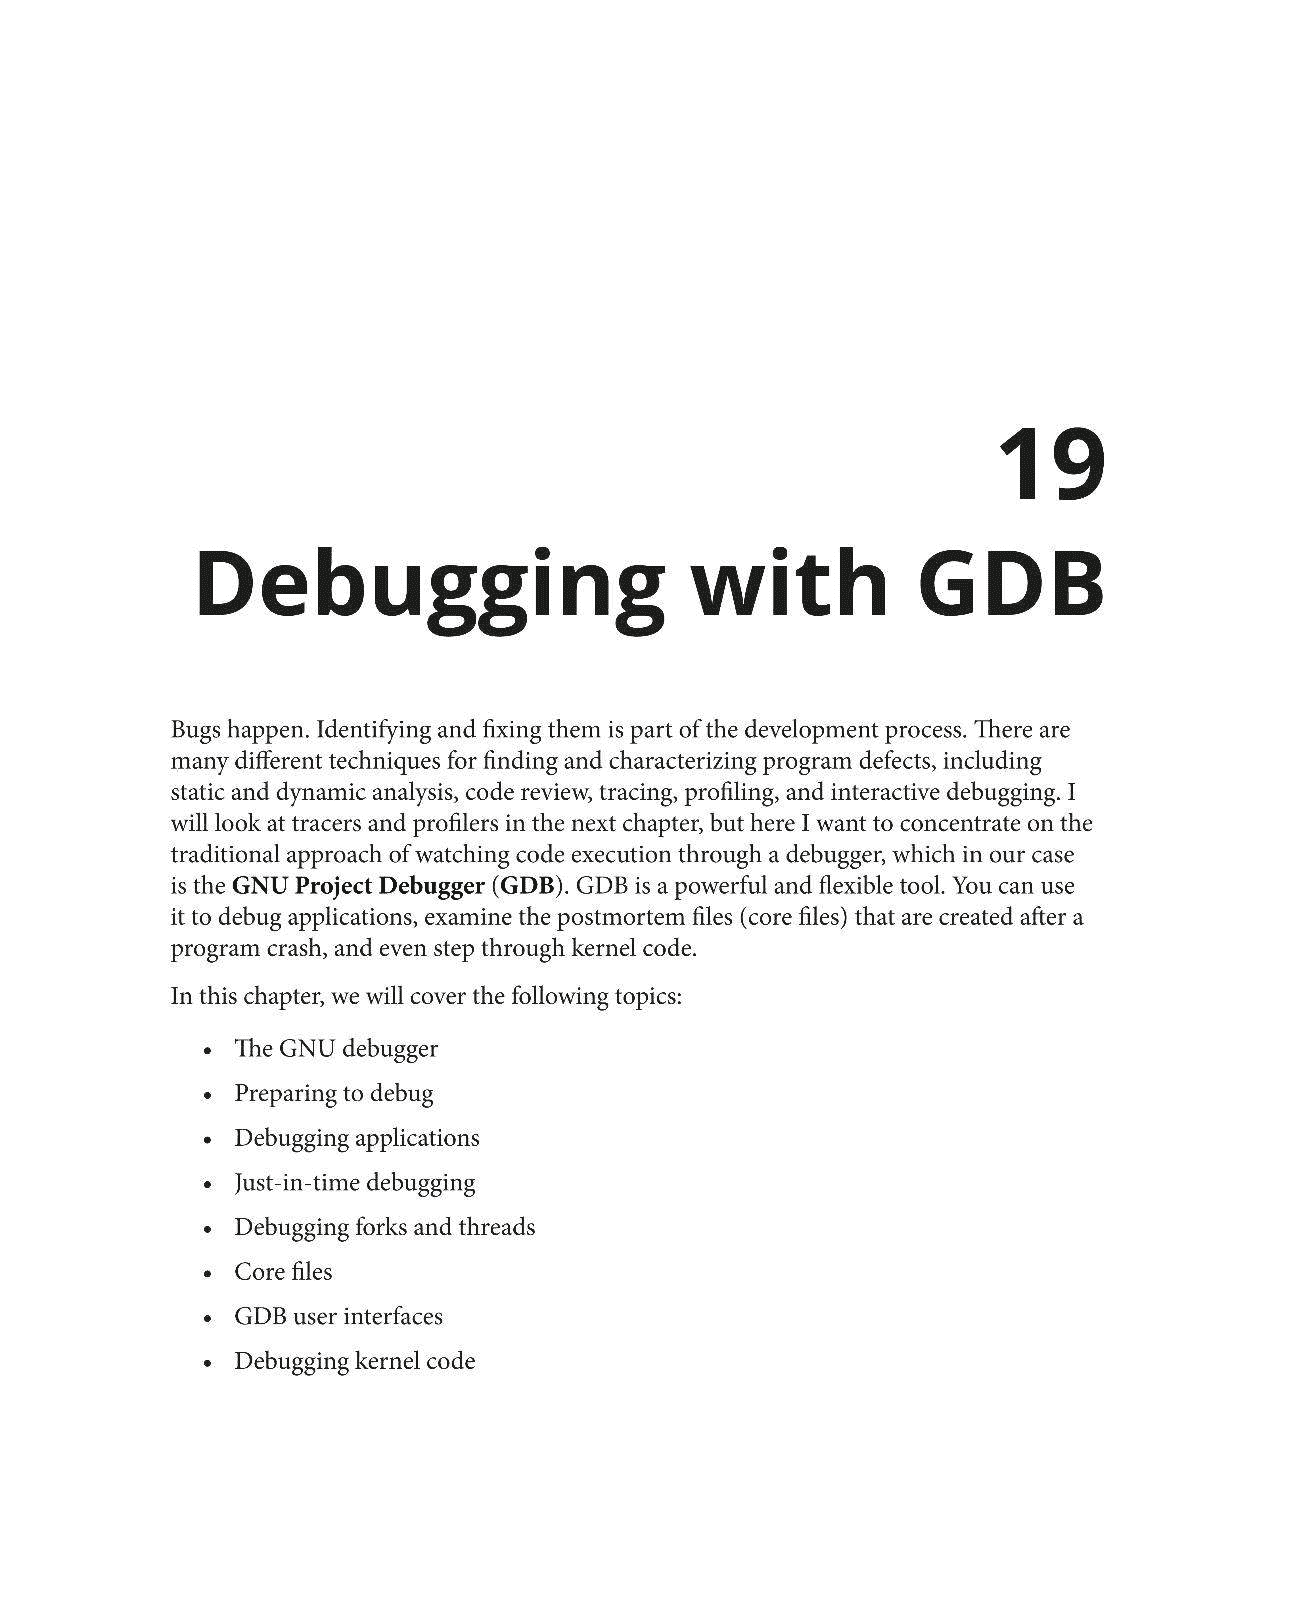 19
Debugging with GDB
Bugs happen. Identifying and fixing them is part of the development process. There are
many different techniques for finding and characterizing program defects, including
static and dynamic analysis, code review, tracing, profiling, and interactive debugging. I
will look at tracers and profilers in the next chapter, but here I want to concentrate on the
traditional approach of watching code execution through a debugger, which in our case
is the GNU Project Debugger (GDB). GDB is a powerful and flexible tool. You can use
it to debug applications, examine the postmortem files (core files) that are created after a
program crash, and even step through kernel code.
In this chapter, we will cover the following topics:
• The GNU debugger
• Preparing to debug
• Debugging applications
• Just-in-time debugging
• Debugging forks and threads
• Core files
• GDB user interfaces
• Debugging kernel code